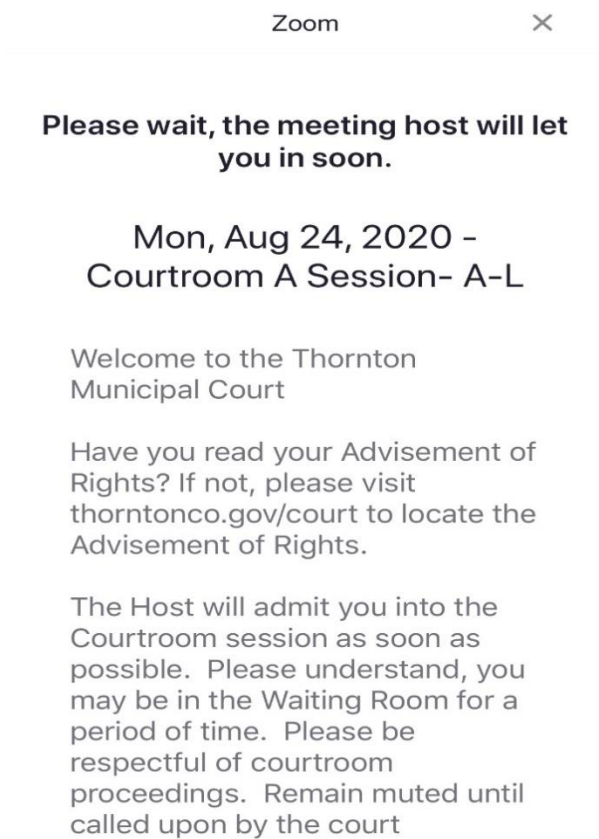 Zoom
Please wait, the meeting host will let
you in soon.
Mon, Aug 24, 2020 -
Courtroom A Session- A-L
Welcome to the Thornton
Municipal Court
Have you read your Advisement of
Rights? If not, please visit
thorntonco.gov/court to locate the
Advisement of Rights.
The Host will admit you into the
Courtroom session as soon as
possible.  Please understand, you
may be in the Waiting Room for a
period of time.  Please be
respectful of courtroom
proceedings.  Remain muted until
called upon by the court